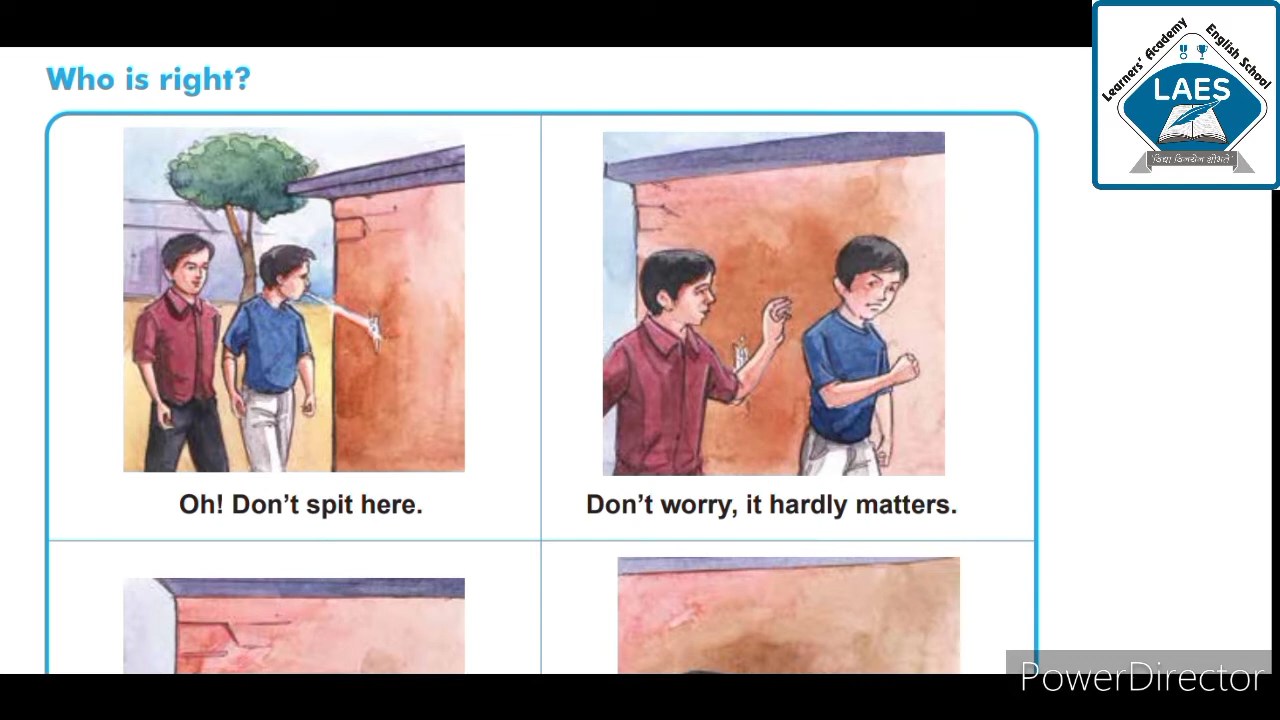 Who is right?
Learners' Academy English School
LAES
Oh! Don't spit here.
Don't worry, it hardly matters.
PowerDirector